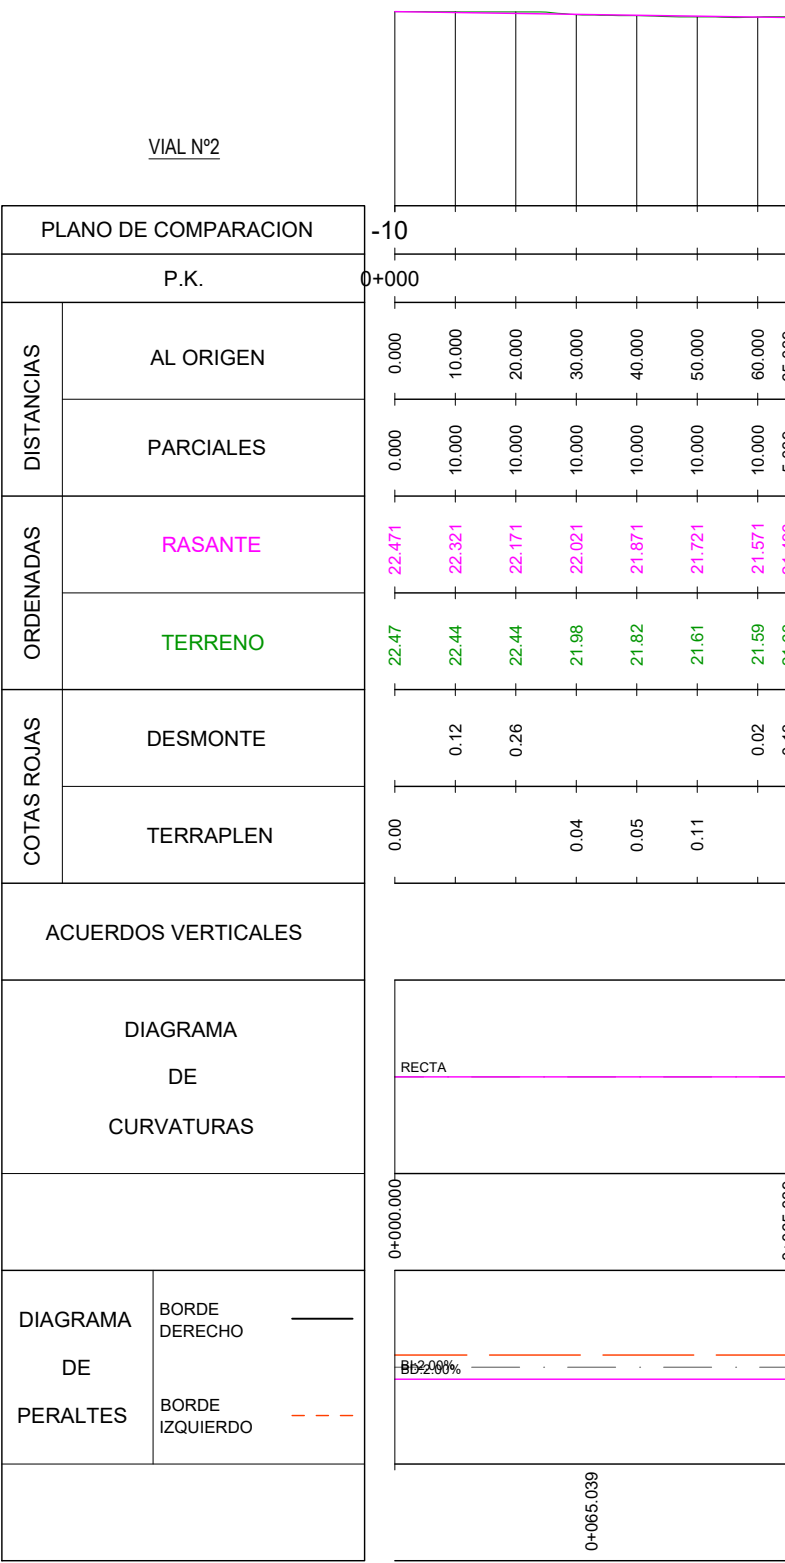 VIAL Nº2
PLANO DE COMPARACION
-10
P.K.
0+000
DISTANCIAS
AL ORIGEN
0.000 10.000 20.000 30.000 40.000 50.000 60.000
PARCIALES
0.000 10.000 10.000 10.000 10.000 10.000 10.000
ORDENADAS
RASANTE
22.471 22.321 22.171 22.021 21.871 21.721 21.571
TERRENO
22.47 22.44 22.44 21.98 21.82 21.61 21.59
COTAS ROJAS
DESMONTE
0.12 0.26 0.02
TERRAPLEN
0.00 0.04 0.05 0.11
ACUERDOS VERTICALES
DIAGRAMA
DE
CURVATURAS
RECTA
0+000.000
DIAGRAMA
DE
PERALTES
BORDE
DERECHO
BORDE
IZQUIERDO
BD:2.00%
0+065.039